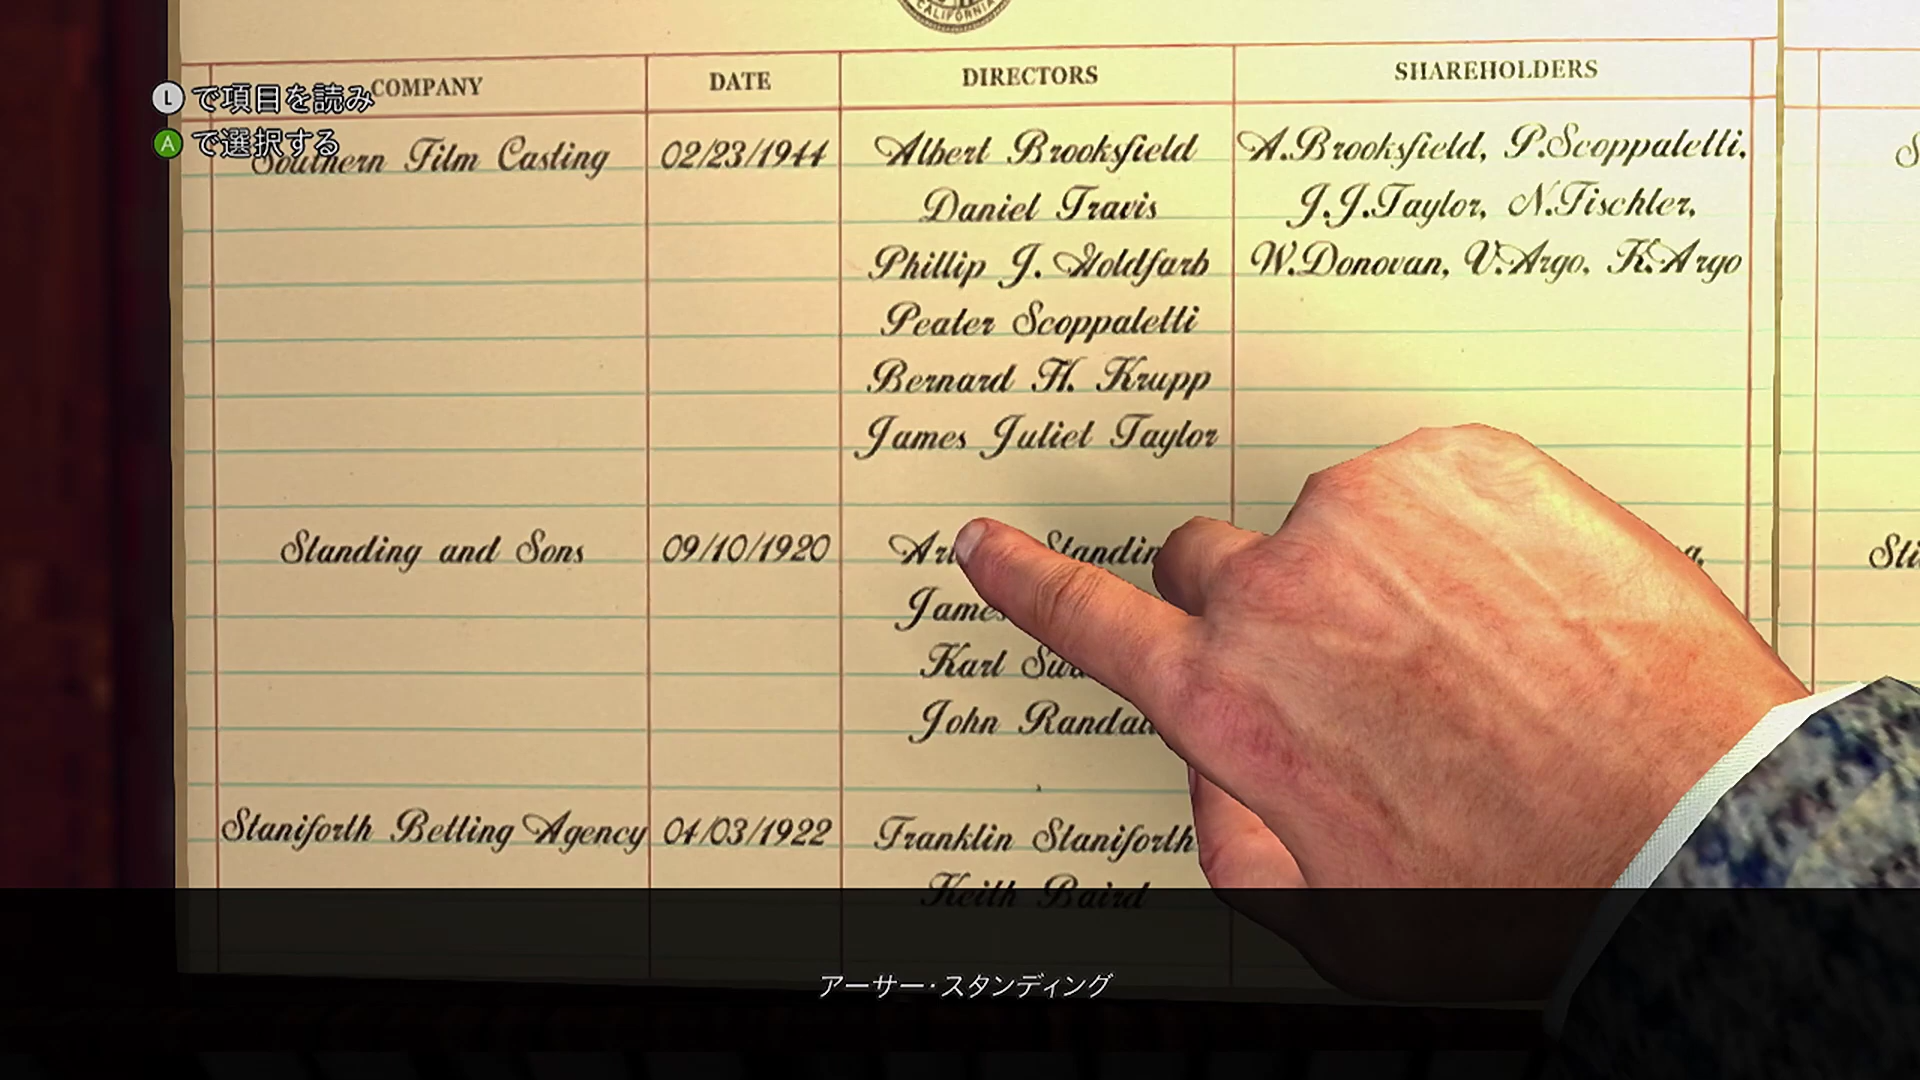 CALIFORNIA
Lで項目を読み
Aで選択する
COMPANY DATE DIRECTORS SHAREHOLDERS
Southern Film Casting 02/23/1944 Albert Brooksfield A.Brooksfield, P.Scoppaletti,
Daniel Travis J.J.Taylor, N.Fischler,
Phillip J. Goldfarb W.Donovan, V.Argo, K.Argo
Peater Scoppaletti
Bernard H. Krupp
James Juliet Taylor
Standing and Sons 09/10/1920
James
Karl
John
Staniforth Betting Agency 04/03/1922 Franklin Staniforth
Keith Baird
アーサー・スタンディング